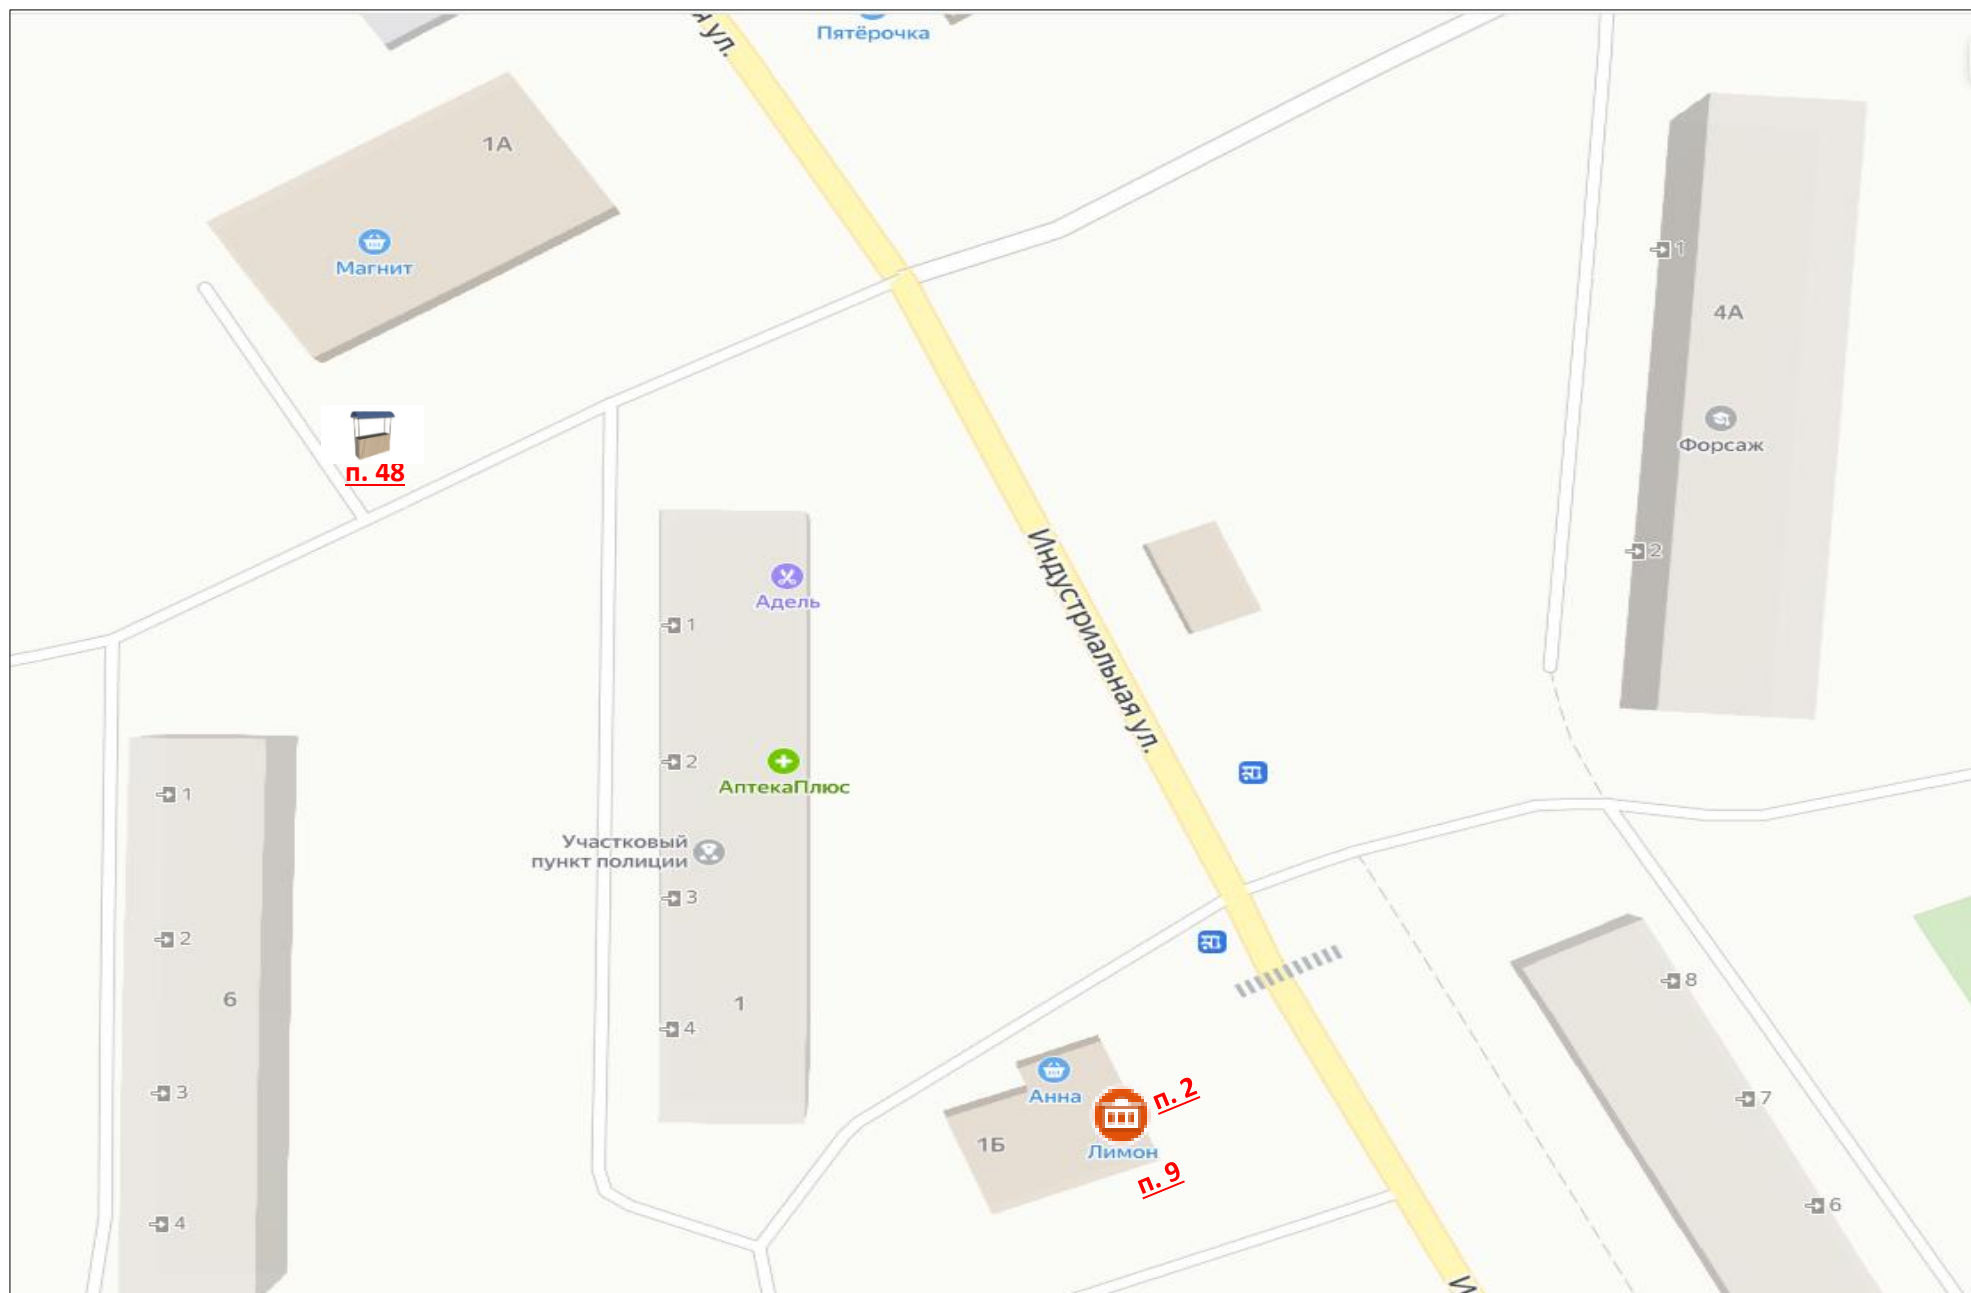 я ул.
Пятёрочка
1А
Магнит
1
4А
Форсаж
п. 48
2
Индустриальная ул.
Адель
1
2
АптекаПлюс
1
Участковый
пункт полиции
3
2
6
1
4
8
3
Анна
п. 2
7
1Б
Лимон
п. 9
6
4
И